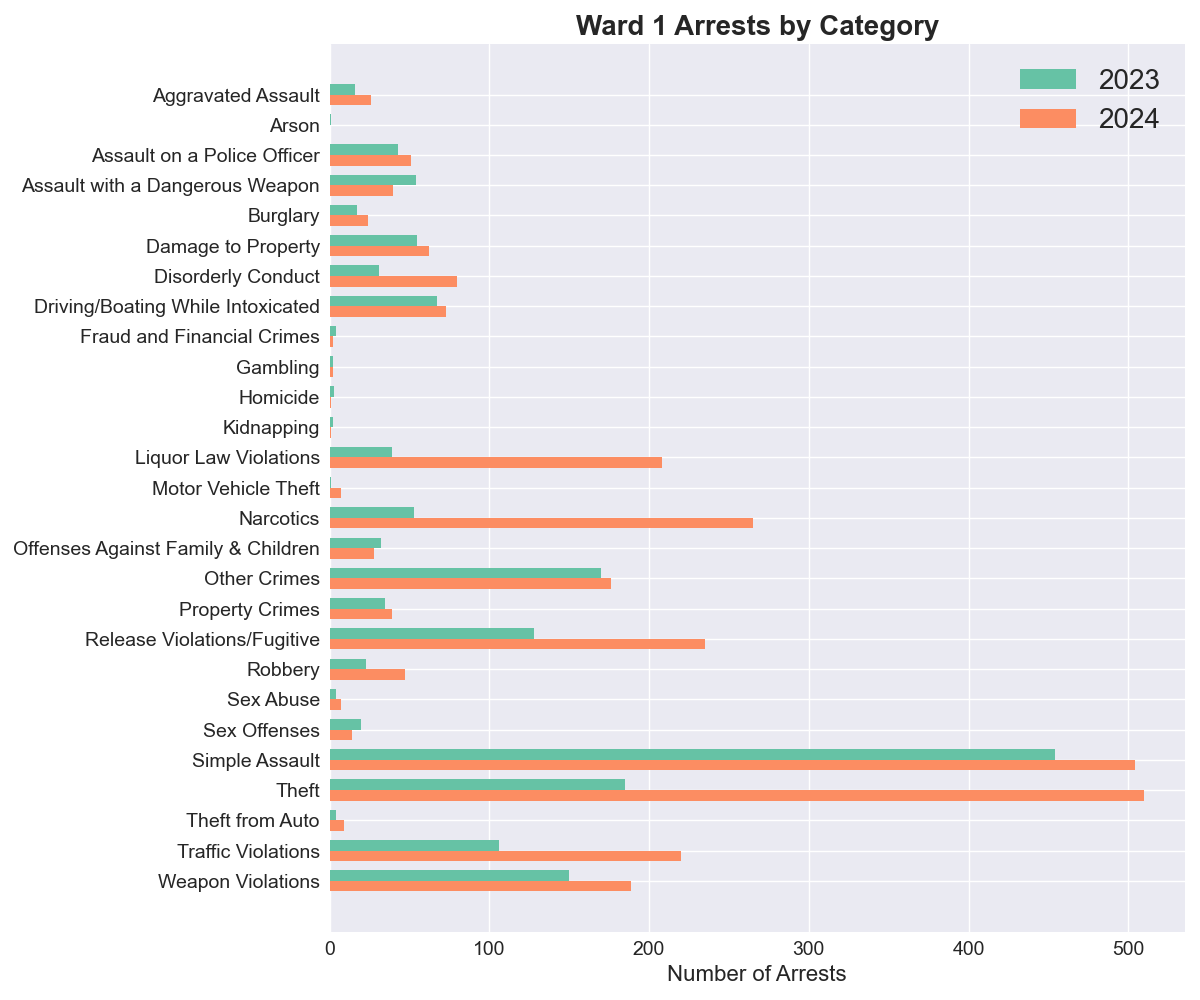 Ward 1 Arrests by Category
2023
2024
Aggravated Assault
Arson
Assault on a Police Officer
Assault with a Dangerous Weapon
Burglary
Damage to Property
Disorderly Conduct
Driving/Boating While Intoxicated
Fraud and Financial Crimes
Gambling
Homicide
Kidnapping
Liquor Law Violations
Motor Vehicle Theft
Narcotics
Offenses Against Family & Children
Other Crimes
Property Crimes
Release Violations/Fugitive
Robbery
Sex Abuse
Sex Offenses
Simple Assault
Theft
Theft from Auto
Traffic Violations
Weapon Violations
0 100 200 300 400 500
Number of Arrests